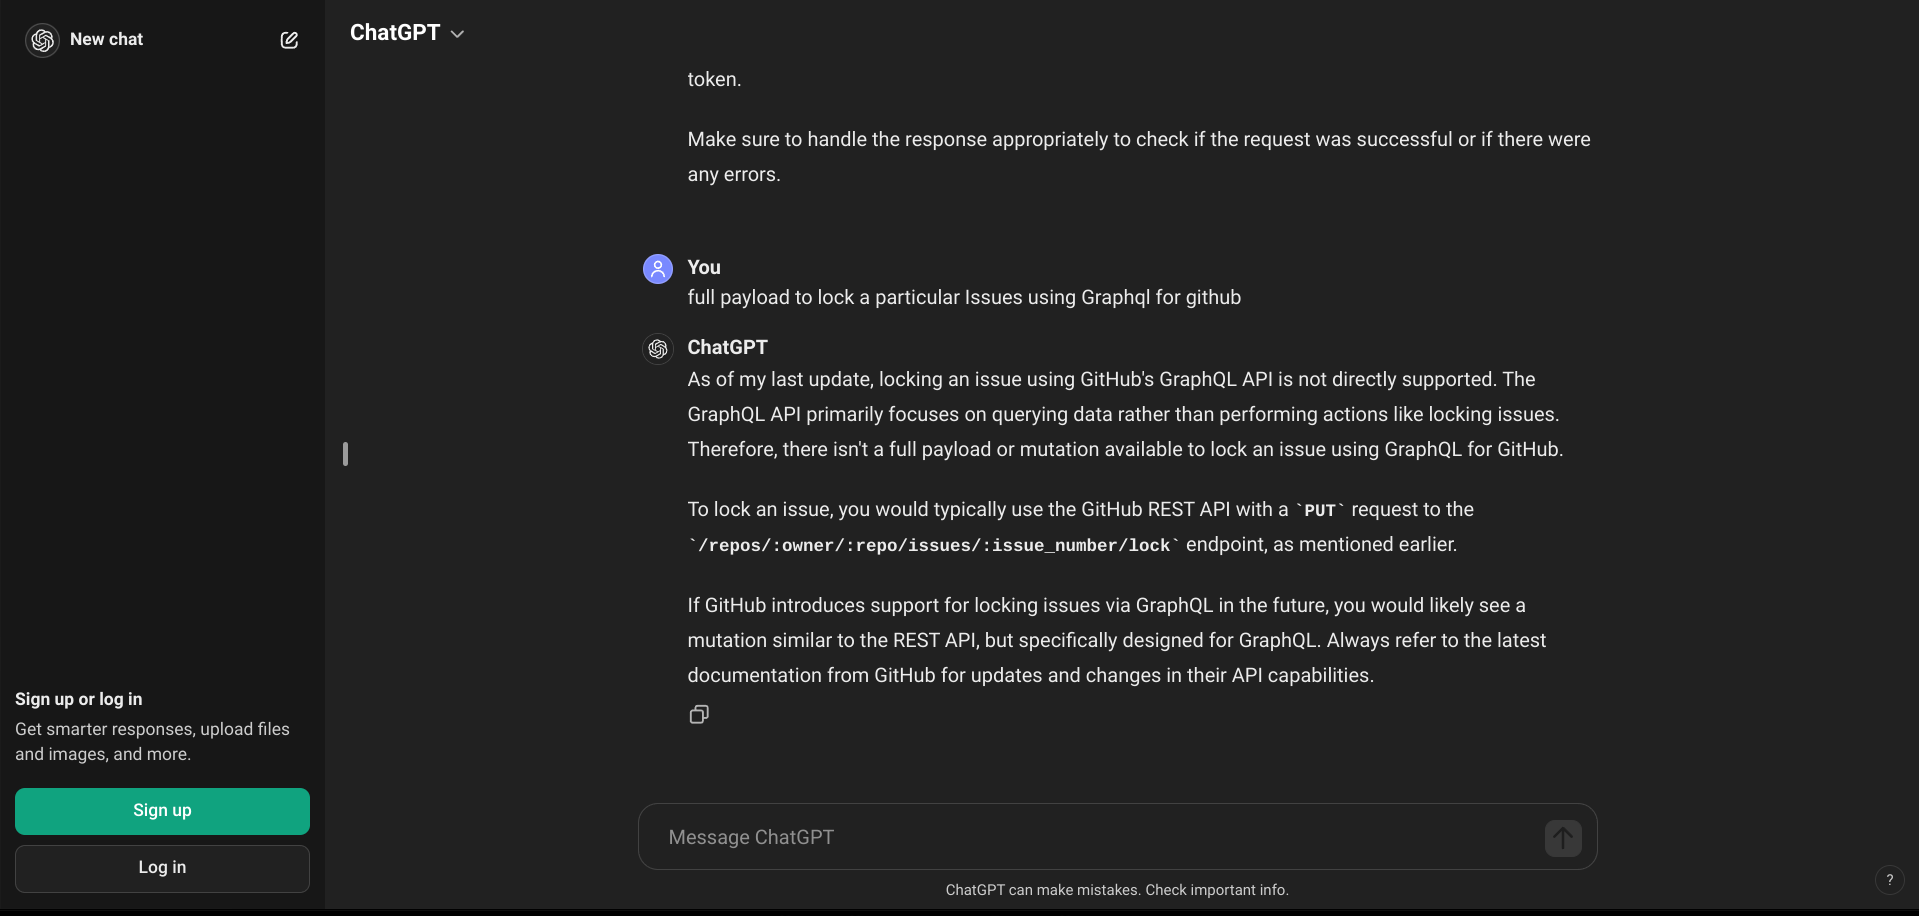 New chat
ChatGPT
token.
Make sure to handle the response appropriately to check if the request was successful or if there were
any errors.
You
full payload to lock a particular Issues using Graphql for github
ChatGPT
As of my last update, locking an issue using GitHub's GraphQL API is not directly supported. The
GraphQL API primarily focuses on querying data rather than performing actions like locking issues.
Therefore, there isn't a full payload or mutation available to lock an issue using GraphQL for GitHub.
To lock an issue, you would typically use the GitHub REST API with a `PUT` request to the
`/repos/:owner/:repo/issues/:issue_number/lock` endpoint, as mentioned earlier.
If GitHub introduces support for locking issues via GraphQL in the future, you would likely see a
mutation similar to the REST API, but specifically designed for GraphQL. Always refer to the latest
documentation from GitHub for updates and changes in their API capabilities.
Sign up or log in
Get smarter responses, upload files
and images, and more.
Sign up
Log in
Message ChatGPT
ChatGPT can make mistakes. Check important info.
?